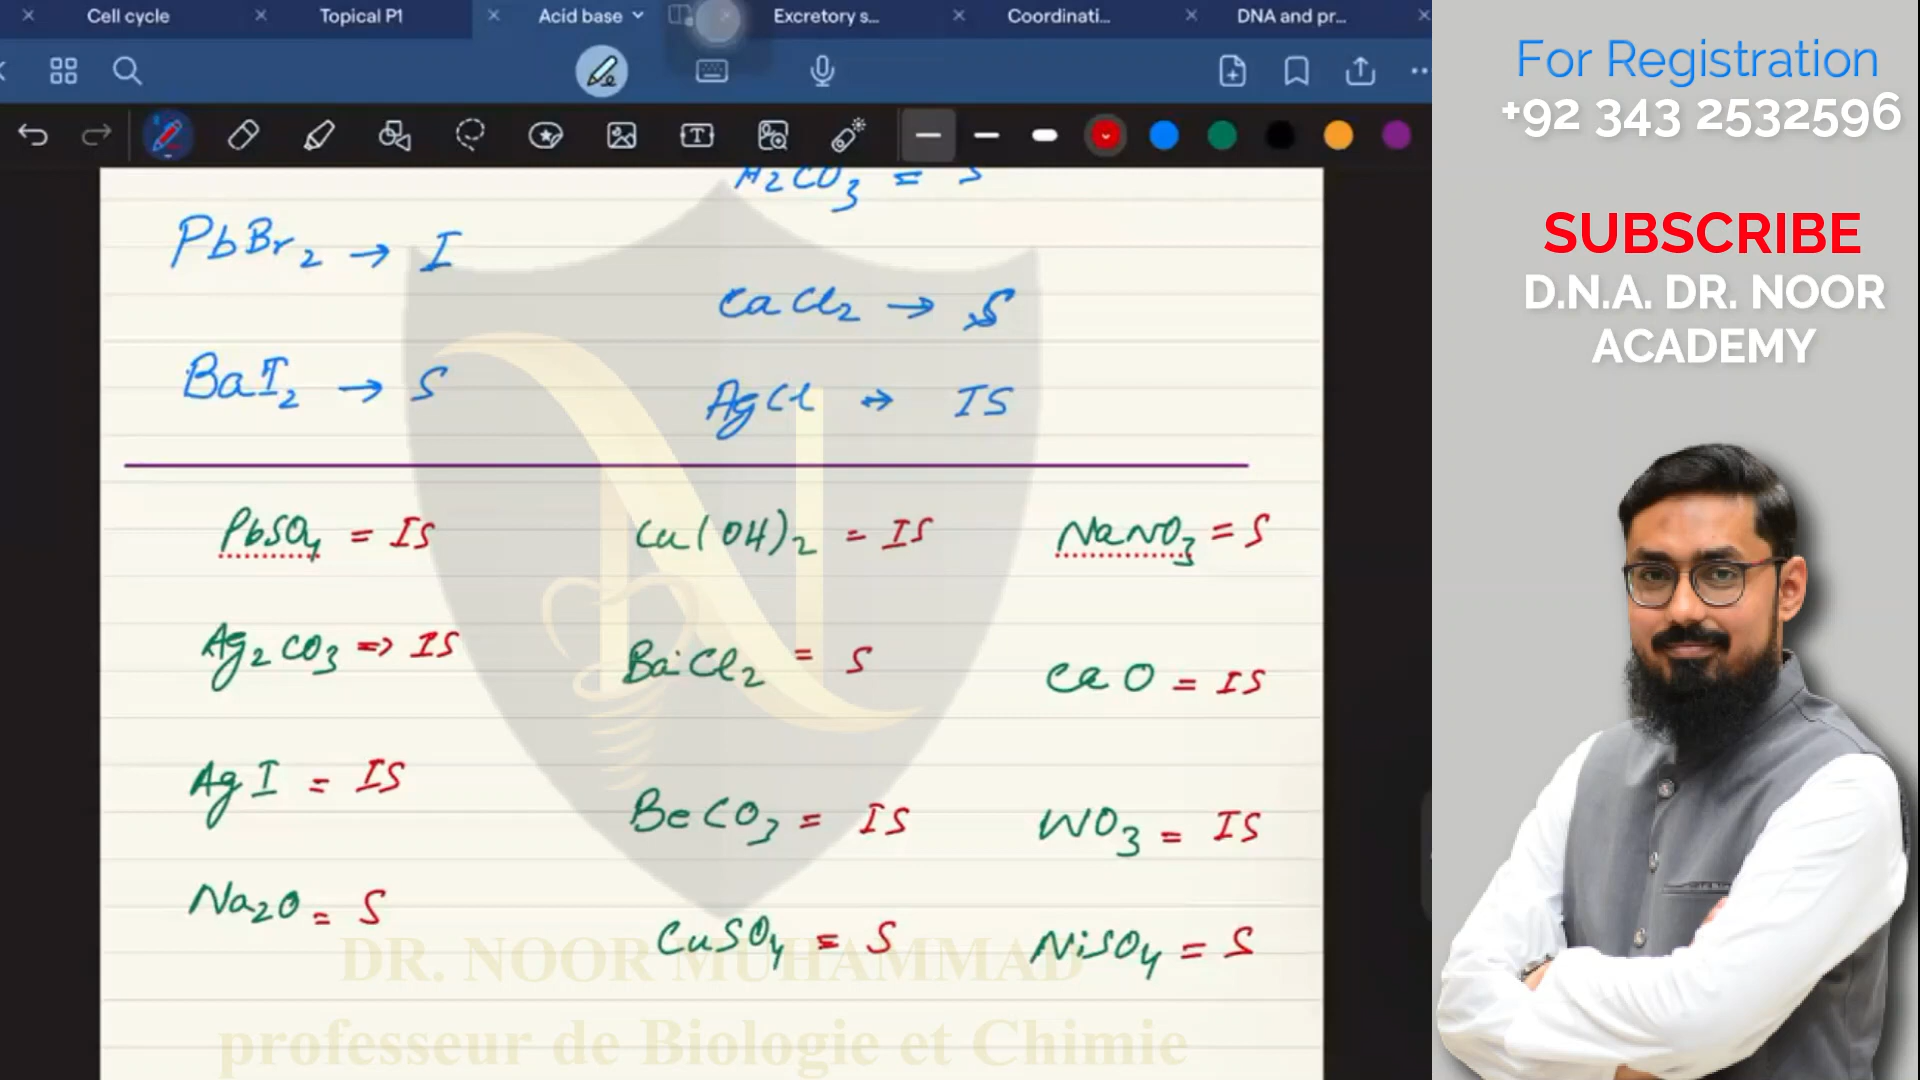 Cell cycle Topical P1 Acid base Excretory s... Coordinati... DNA and pr...
PbBr₂ → I
BaI₂ → S
CaCl₂ → S
AgCl → IS
PbSO₄ = IS Cu(OH)₂ = IS NaNO₃ = S
Ag₂CO₃ => IS BaCl₂ = S CaO = IS
AgI = IS BeCO₃ = IS WO₃ = IS
Na₂O = S CuSO₄ = S NiSO₄ = S
DR. NOOR MUHAMMAD
professeur de Biologie et Chimie
For Registration
+92 343 2532596
SUBSCRIBE
D.N.A. DR. NOOR
ACADEMY